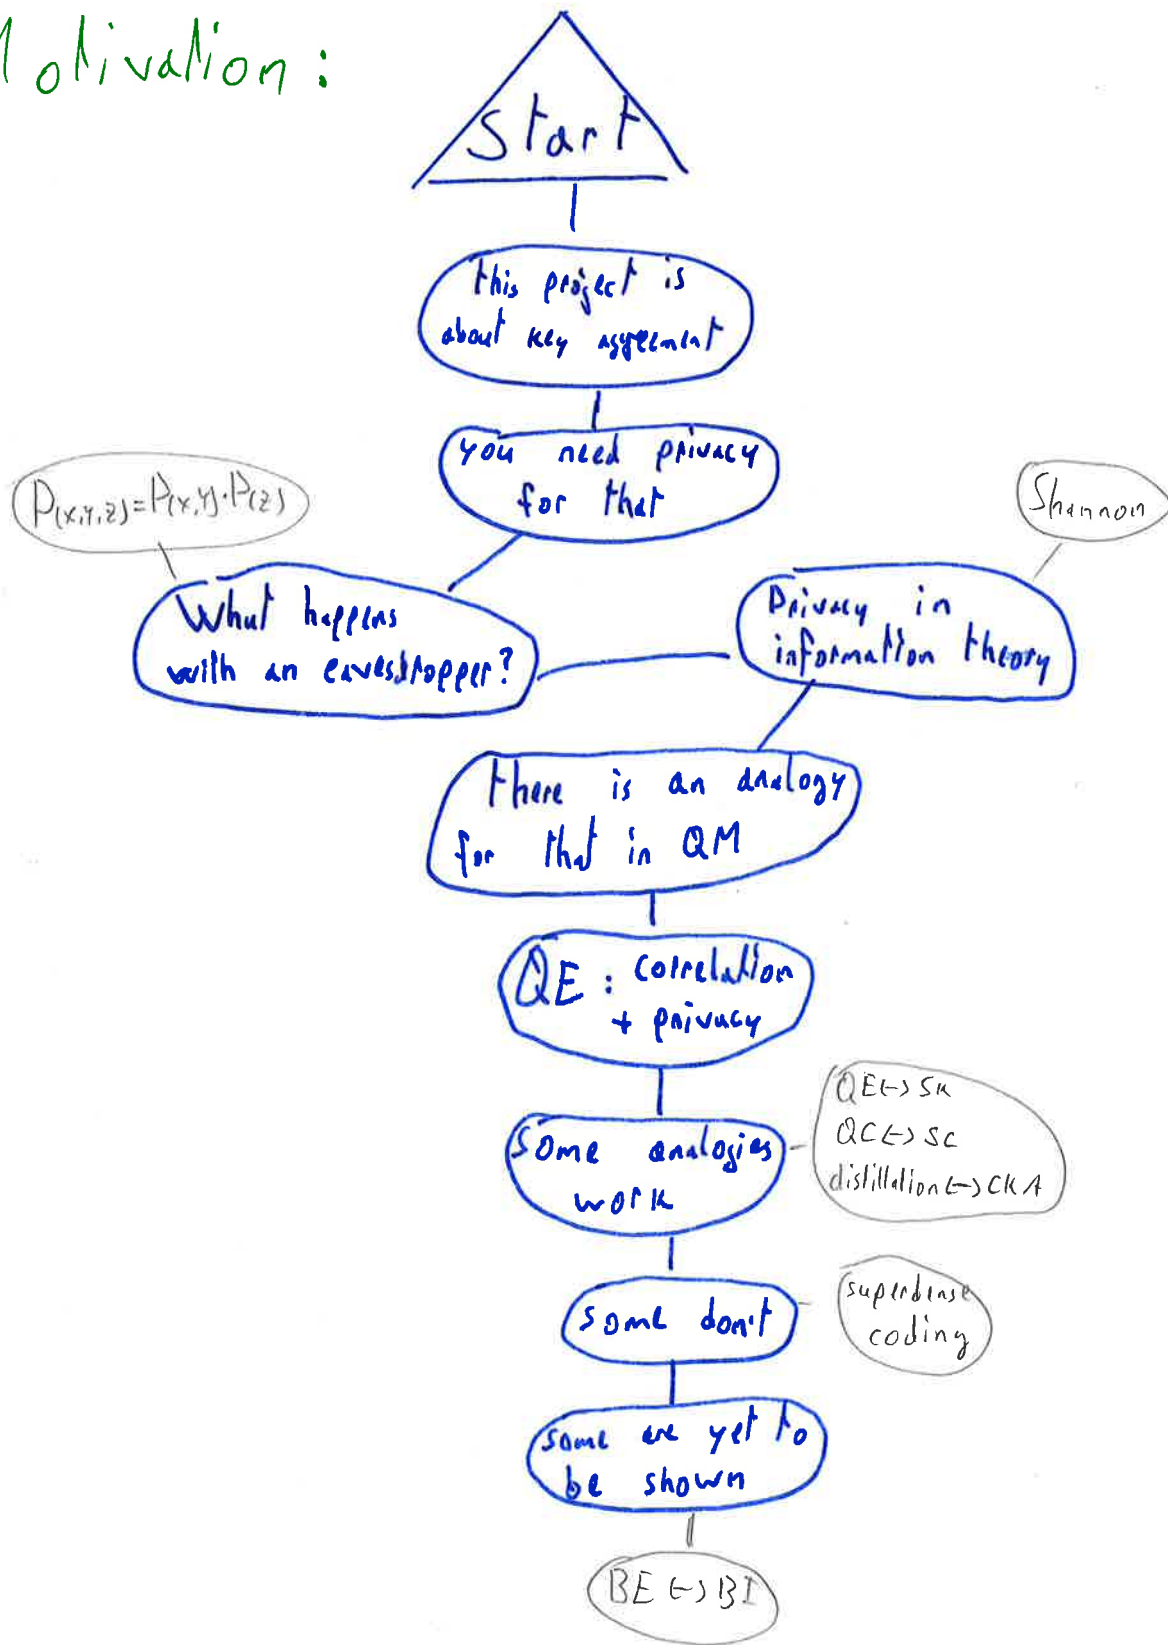 Motivation:
Start
this project is
about key aggreement
you need privacy
for that
P(x,y,z)=P(x,y)·P(z)
What happens
with an eavesdropper?
Shannon
Privacy in
information theory
there is an analogy
for that in QM
QE: correlation
+ privacy
Some analogies
work
QE↔SK
QC↔SC
distillation↔CKA
some don't
superdense
coding
some are yet to
be shown
BE↔BI